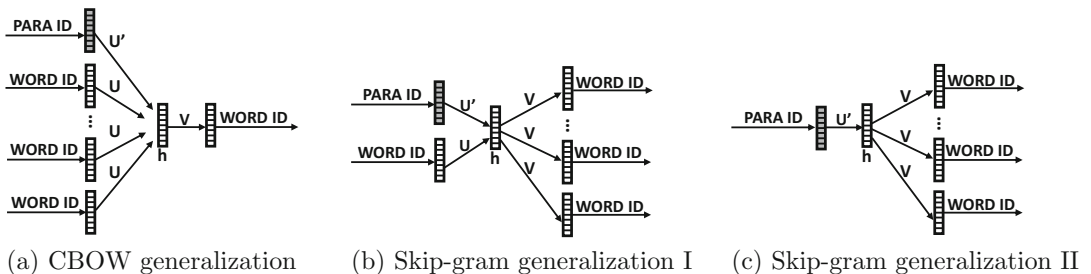 PARA ID
U'
WORD ID
U
...
U
WORD ID
U
WORD ID
h
V
WORD ID
(a) CBOW generalization
PARA ID
U'
WORD ID
U
h
V
WORD ID
V
...
WORD ID
V
WORD ID
(b) Skip-gram generalization I
PARA ID
U'
h
V
WORD ID
V
...
WORD ID
V
WORD ID
(c) Skip-gram generalization II